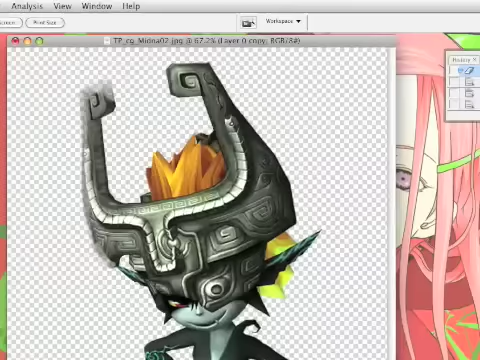 Analysis View Window Help
Print Size
Workspace
TP_cg_Midna02.jpg @ 67.2% (Layer 0 copy, RGB/8#)
History